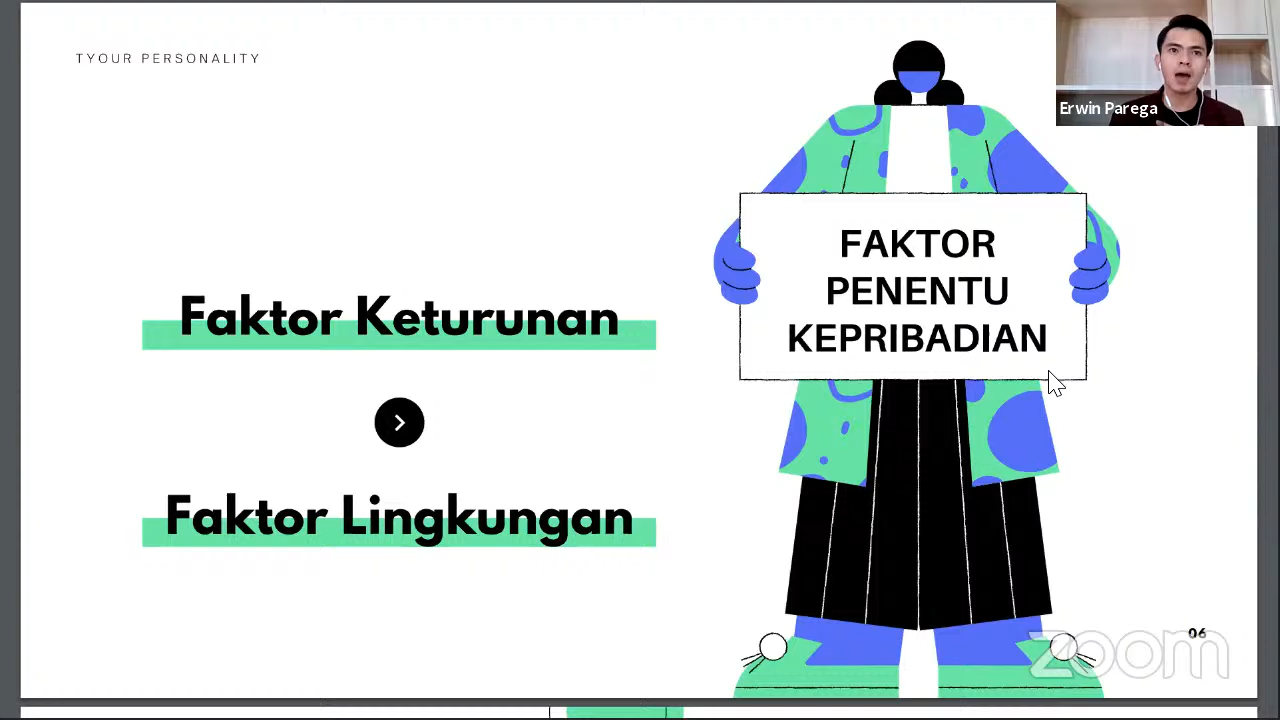 TYOUR PERSONALITY
Erwin Parega
FAKTOR
PENENTU
KEPRIBADIAN
Faktor Keturunan
Faktor Lingkungan
06
zoom